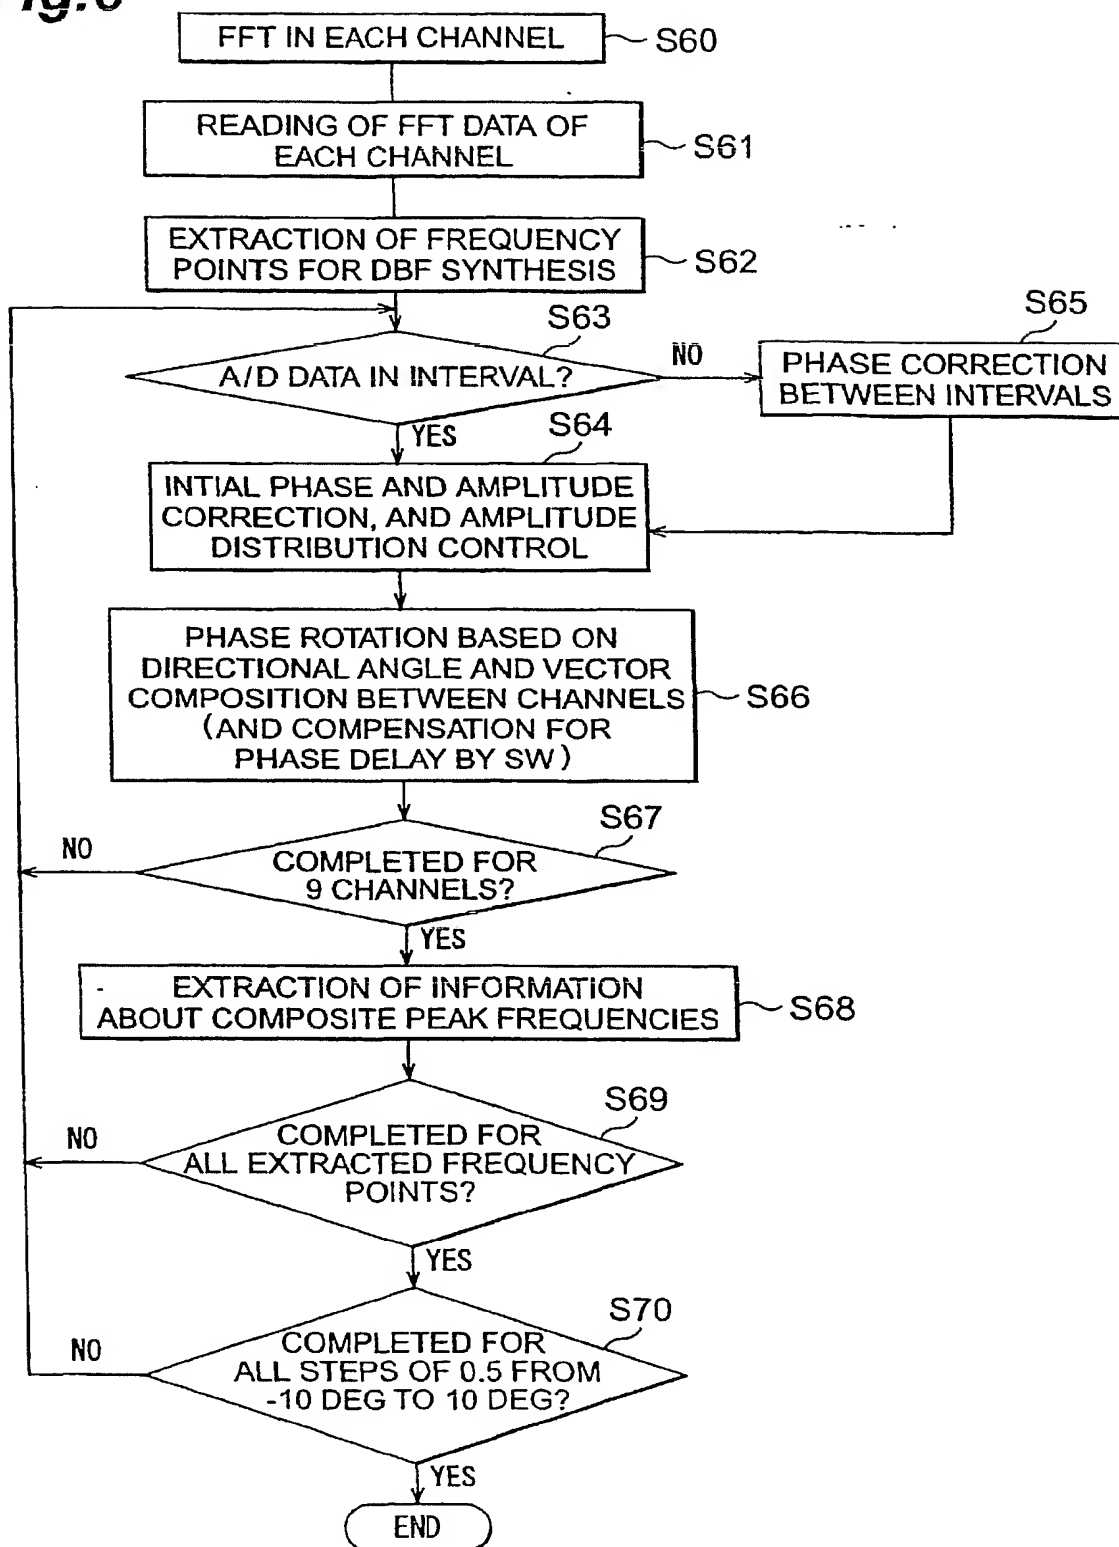 FFT IN EACH CHANNEL
S60
READING OF FFT DATA OF
EACH CHANNEL
S61
EXTRACTION OF FREQUENCY
POINTS FOR DBF SYNTHESIS
S62
S63
A/D DATA IN INTERVAL?
NO
S65
PHASE CORRECTION
BETWEEN INTERVALS
YES
S64
INTIAL PHASE AND AMPLITUDE
CORRECTION, AND AMPLITUDE
DISTRIBUTION CONTROL
PHASE ROTATION BASED ON
DIRECTIONAL ANGLE AND VECTOR
COMPOSITION BETWEEN CHANNELS
(AND COMPENSATION FOR
PHASE DELAY BY SW)
S66
S67
NO
COMPLETED FOR
9 CHANNELS?
YES
EXTRACTION OF INFORMATION
ABOUT COMPOSITE PEAK FREQUENCIES
S68
S69
NO
COMPLETED FOR
ALL EXTRACTED FREQUENCY
POINTS?
YES
S70
NO
COMPLETED FOR
ALL STEPS OF 0.5 FROM
-10 DEG TO 10 DEG?
YES
END